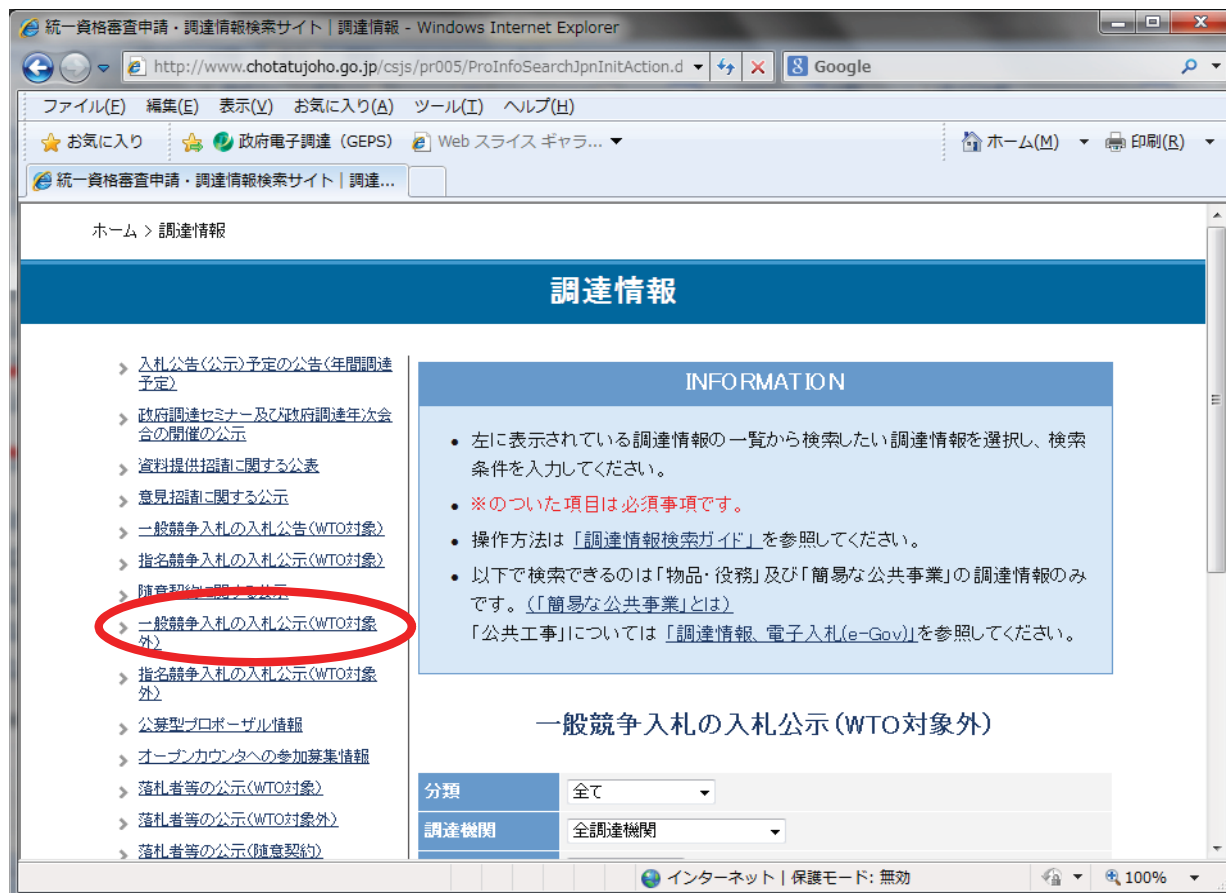 統一資格審査申請・調達情報検索サイト | 調達情報 - Windows Internet Explorer
http://www.chotatujoho.go.jp/csjs/pr005/ProInfoSearchJpnInitAction.d
Google
ファイル(F) 編集(E) 表示(V) お気に入り(A) ツール(T) ヘルプ(H)
お気に入り 政府電子調達 (GEPS) Web スライス ギャラ...
ホーム(M) 印刷(R)
統一資格審査申請・調達情報検索サイト | 調達...
ホーム > 調達情報
調達情報
入札公告(公示)予定の公告(年間調達
予定)
政府調達セミナー及び政府調達年次会
合の開催の公示
資料提供招請に関する公表
意見招請に関する公示
一般競争入札の入札公告(WTO対象)
指名競争入札の入札公示(WTO対象)
随意契約に関する公示
一般競争入札の入札公示(WTO対象
外)
指名競争入札の入札公示(WTO対象
外)
公募型プロポーザル情報
オープンカウンタへの参加募集情報
落札者等の公示(WTO対象)
落札者等の公示(WTO対象外)
落札者等の公示(随意契約)
INFORMATION
• 左に表示されている調達情報の一覧から検索したい調達情報を選択し、検索
条件を入力してください。
• ※のついた項目は必須事項です。
• 操作方法は「調達情報検索ガイド」を参照してください。
• 以下で検索できるのは「物品・役務」及び「簡易な公共事業」の調達情報のみ
です。(「簡易な公共事業」とは)
「公共工事」については「調達情報、電子入札(e-Gov)」を参照してください。
一般競争入札の入札公示(WTO対象外)
分類 全て
調達機関 全調達機関
インターネット | 保護モード: 無効
100%